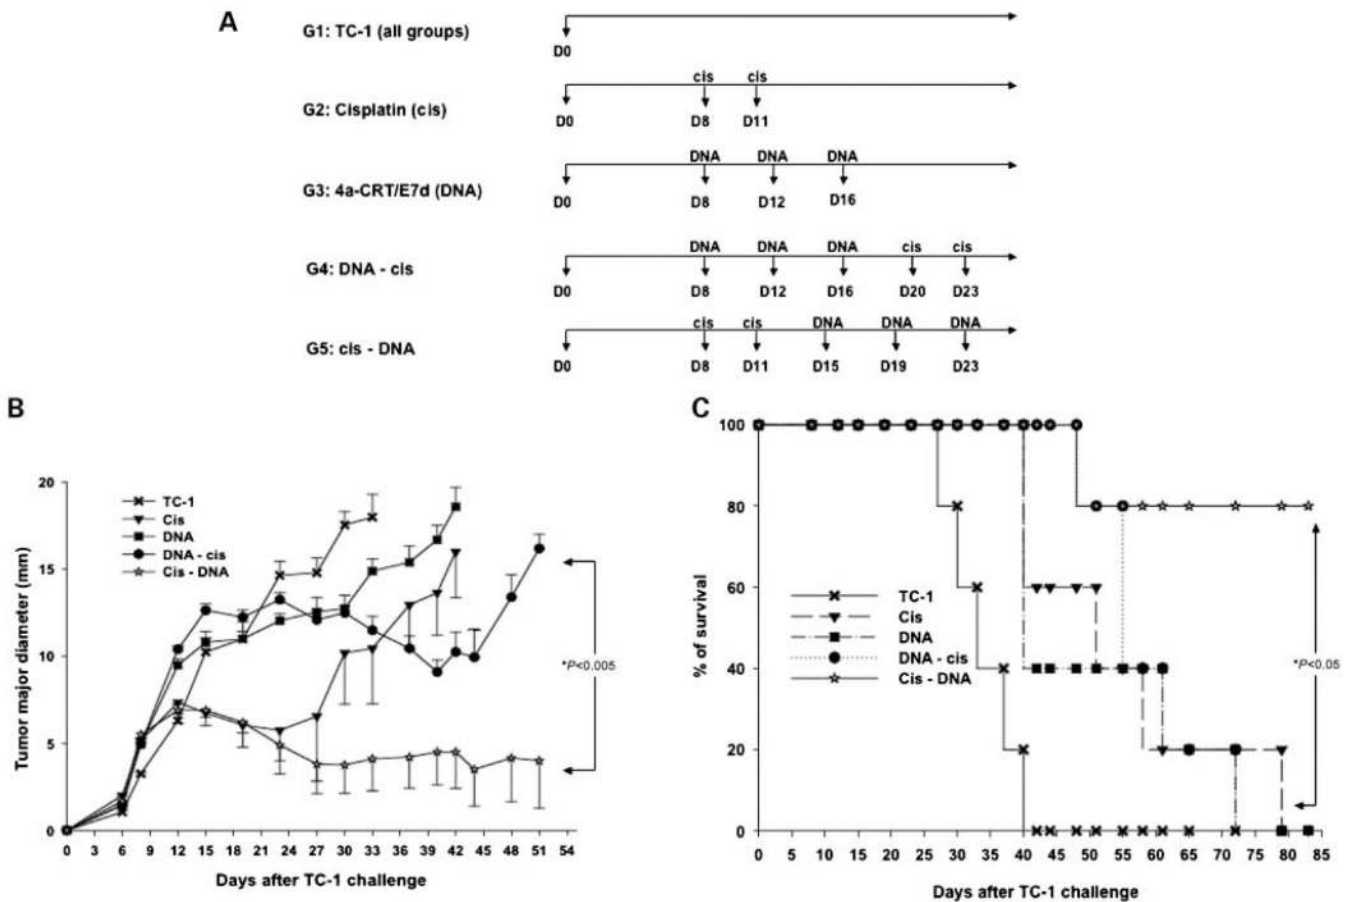 A
G1: TC-1 (all groups)
D0
cis cis
G2: Cisplatin (cis)
D0 D8 D11
DNA DNA DNA
G3: 4a-CRT/E7d (DNA)
D0 D8 D12 D16
DNA DNA DNA cis cis
G4: DNA - cis
D0 D8 D12 D16 D20 D23
cis cis DNA DNA DNA
G5: cis - DNA
D0 D8 D11 D15 D19 D23
B
20
15
10
5
0
Tumor major diameter (mm)
TC-1
Cis
DNA
DNA - cis
Cis - DNA
*P<0.005
0 3 6 9 12 15 18 21 24 27 30 33 36 39 42 45 48 51 54
Days after TC-1 challenge
C
100
80
60
40
20
0
% of survival
TC-1
Cis
DNA
DNA - cis
Cis - DNA
*P<0.05
0 5 10 15 20 25 30 35 40 45 50 55 60 65 70 75 80 85
Days after TC-1 challenge